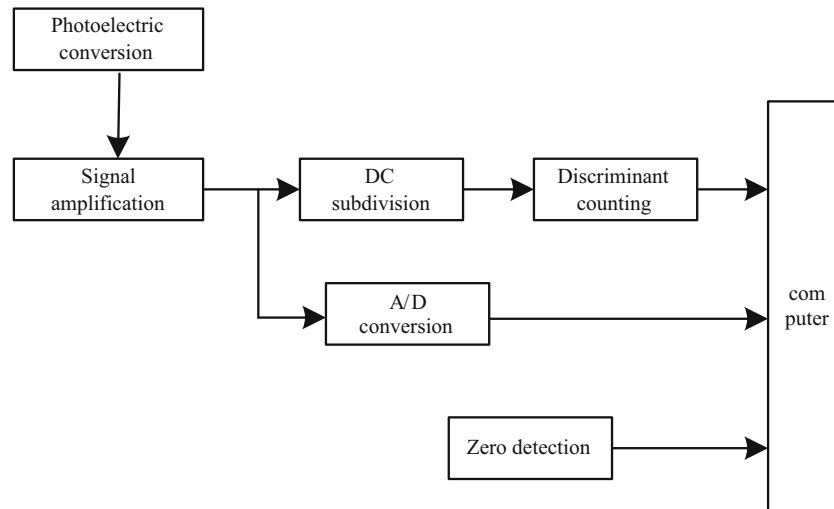 Photoelectric
conversion
Signal
amplification
DC
subdivision
Discriminant
counting
A/D
conversion
com
puter
Zero detection